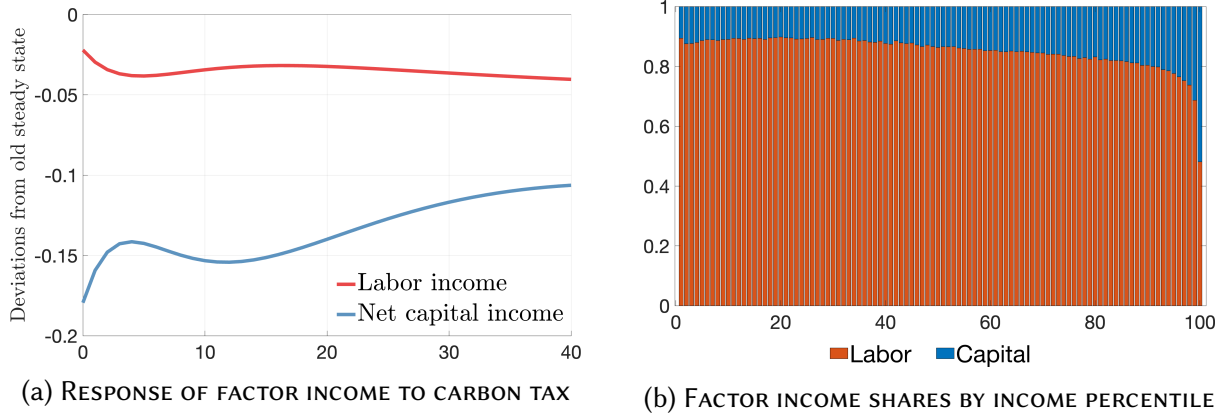 Deviations from old steady state
0
-0.05
-0.1
-0.15
-0.2
0 10 20 30 40
Labor income
Net capital income
(a) Response of factor income to carbon tax
1
0.8
0.6
0.4
0.2
0
0 20 40 60 80 100
Labor Capital
(b) Factor income shares by income percentile